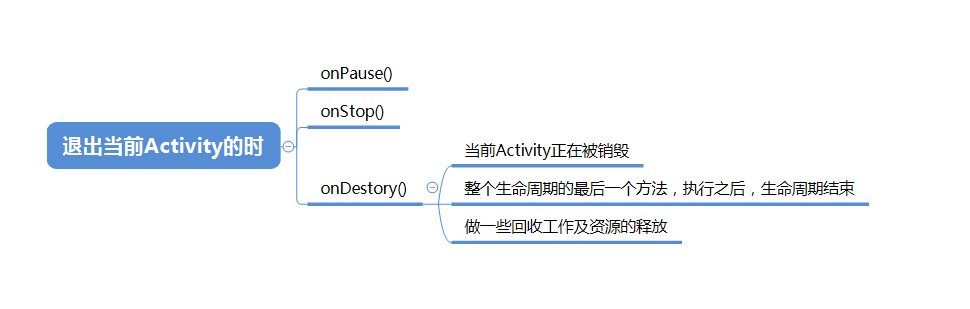 退出当前Activity的时
onPause()
onStop()
onDestory()
当前Activity正在被销毁
整个生命周期的最后一个方法，执行之后，生命周期结束
做一些回收工作及资源的释放